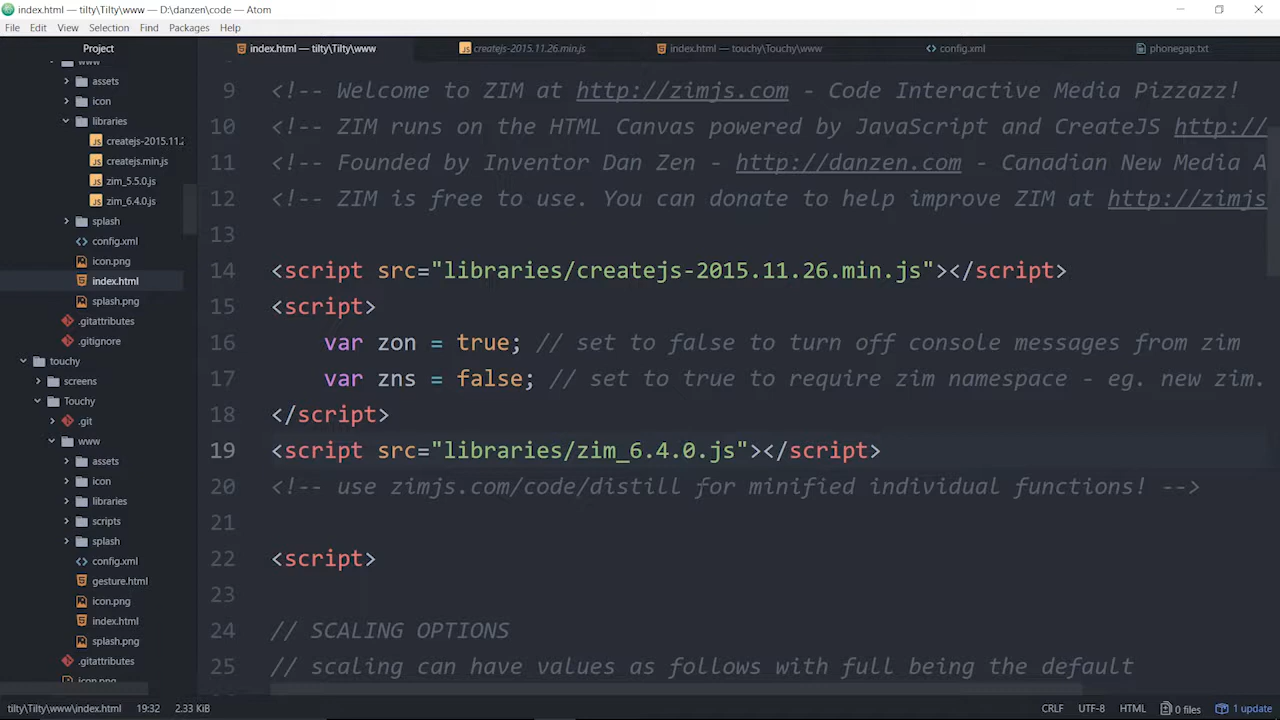 index.html — tilty\Tilty\www — D:\danzen\code — Atom
File Edit View Selection Find Packages Help
Project
www
assets
icon
libraries
createjs-2015.11.2
createjs.min.js
zim_5.5.0.js
zim_6.4.0.js
splash
config.xml
icon.png
index.html
splash.png
.gitattributes
.gitignore
touchy
screens
Touchy
.git
www
assets
icon
libraries
scripts
splash
config.xml
gesture.html
icon.png
index.html
splash.png
.gitattributes
icon.png
index.html — tilty\Tilty\www createjs-2015.11.26.min.js index.html — touchy\Touchy\www config.xml phonegap.txt
9 <!-- Welcome to ZIM at http://zimjs.com - Code Interactive Media Pizzazz!
10 <!-- ZIM runs on the HTML Canvas powered by JavaScript and CreateJS http://
11 <!-- Founded by Inventor Dan Zen - http://danzen.com - Canadian New Media A
12 <!-- ZIM is free to use. You can donate to help improve ZIM at http://zimjs
13
14 <script src="libraries/createjs-2015.11.26.min.js"></script>
15 <script>
16 var zon = true; // set to false to turn off console messages from zim
17 var zns = false; // set to true to require zim namespace - eg. new zim.
18 </script>
19 <script src="libraries/zim_6.4.0.js"></script>
20 <!-- use zimjs.com/code/distill for minified individual functions! -->
21
22 <script>
23
24 // SCALING OPTIONS
25 // scaling can have values as follows with full being the default
tilty\Tilty\www\index.html 19:32 2.33 KiB CRLF UTF-8 HTML 0 files 1 update